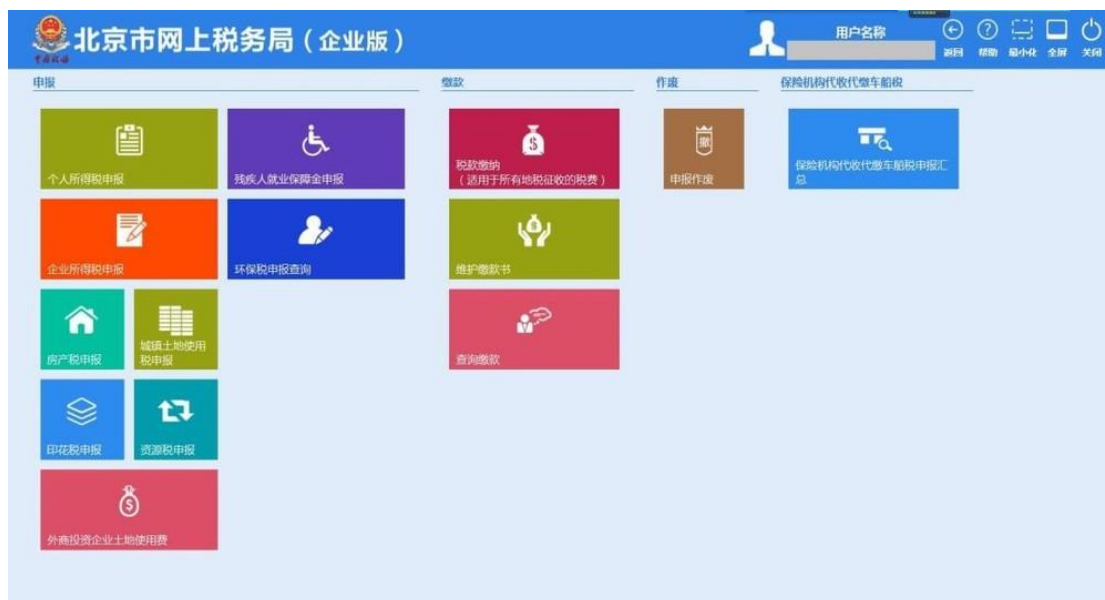 北京市网上税务局（企业版）
用户名称
返回
帮助
最小化
全屏
关闭
申报
缴款
作废
保险机构代收代缴车船税
个人所得税申报
残疾人就业保障金申报
税款缴纳
（适用于所有地税征收的税费）
撤
申报作废
保险机构代收代缴车船税申报汇
总
企业所得税申报
环保税申报查询
维护缴款书
房产税申报
城镇土地使用
税申报
查询缴款
印花税申报
资源税申报
外商投资企业土地使用费